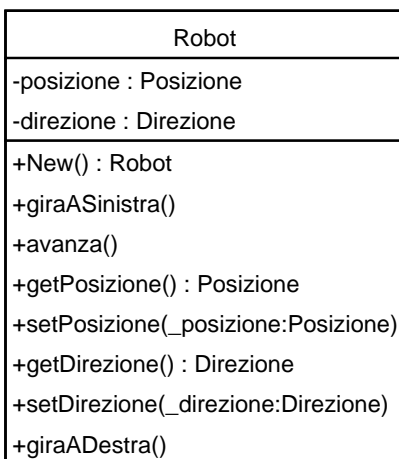 Robot
-posizione : Posizione
-direzione : Direzione
+New() : Robot
+giraASinistra()
+avanza()
+getPosizione() : Posizione
+setPosizione(_posizione:Posizione)
+getDirezione() : Direzione
+setDirezione(_direzione:Direzione)
+giraADestra()